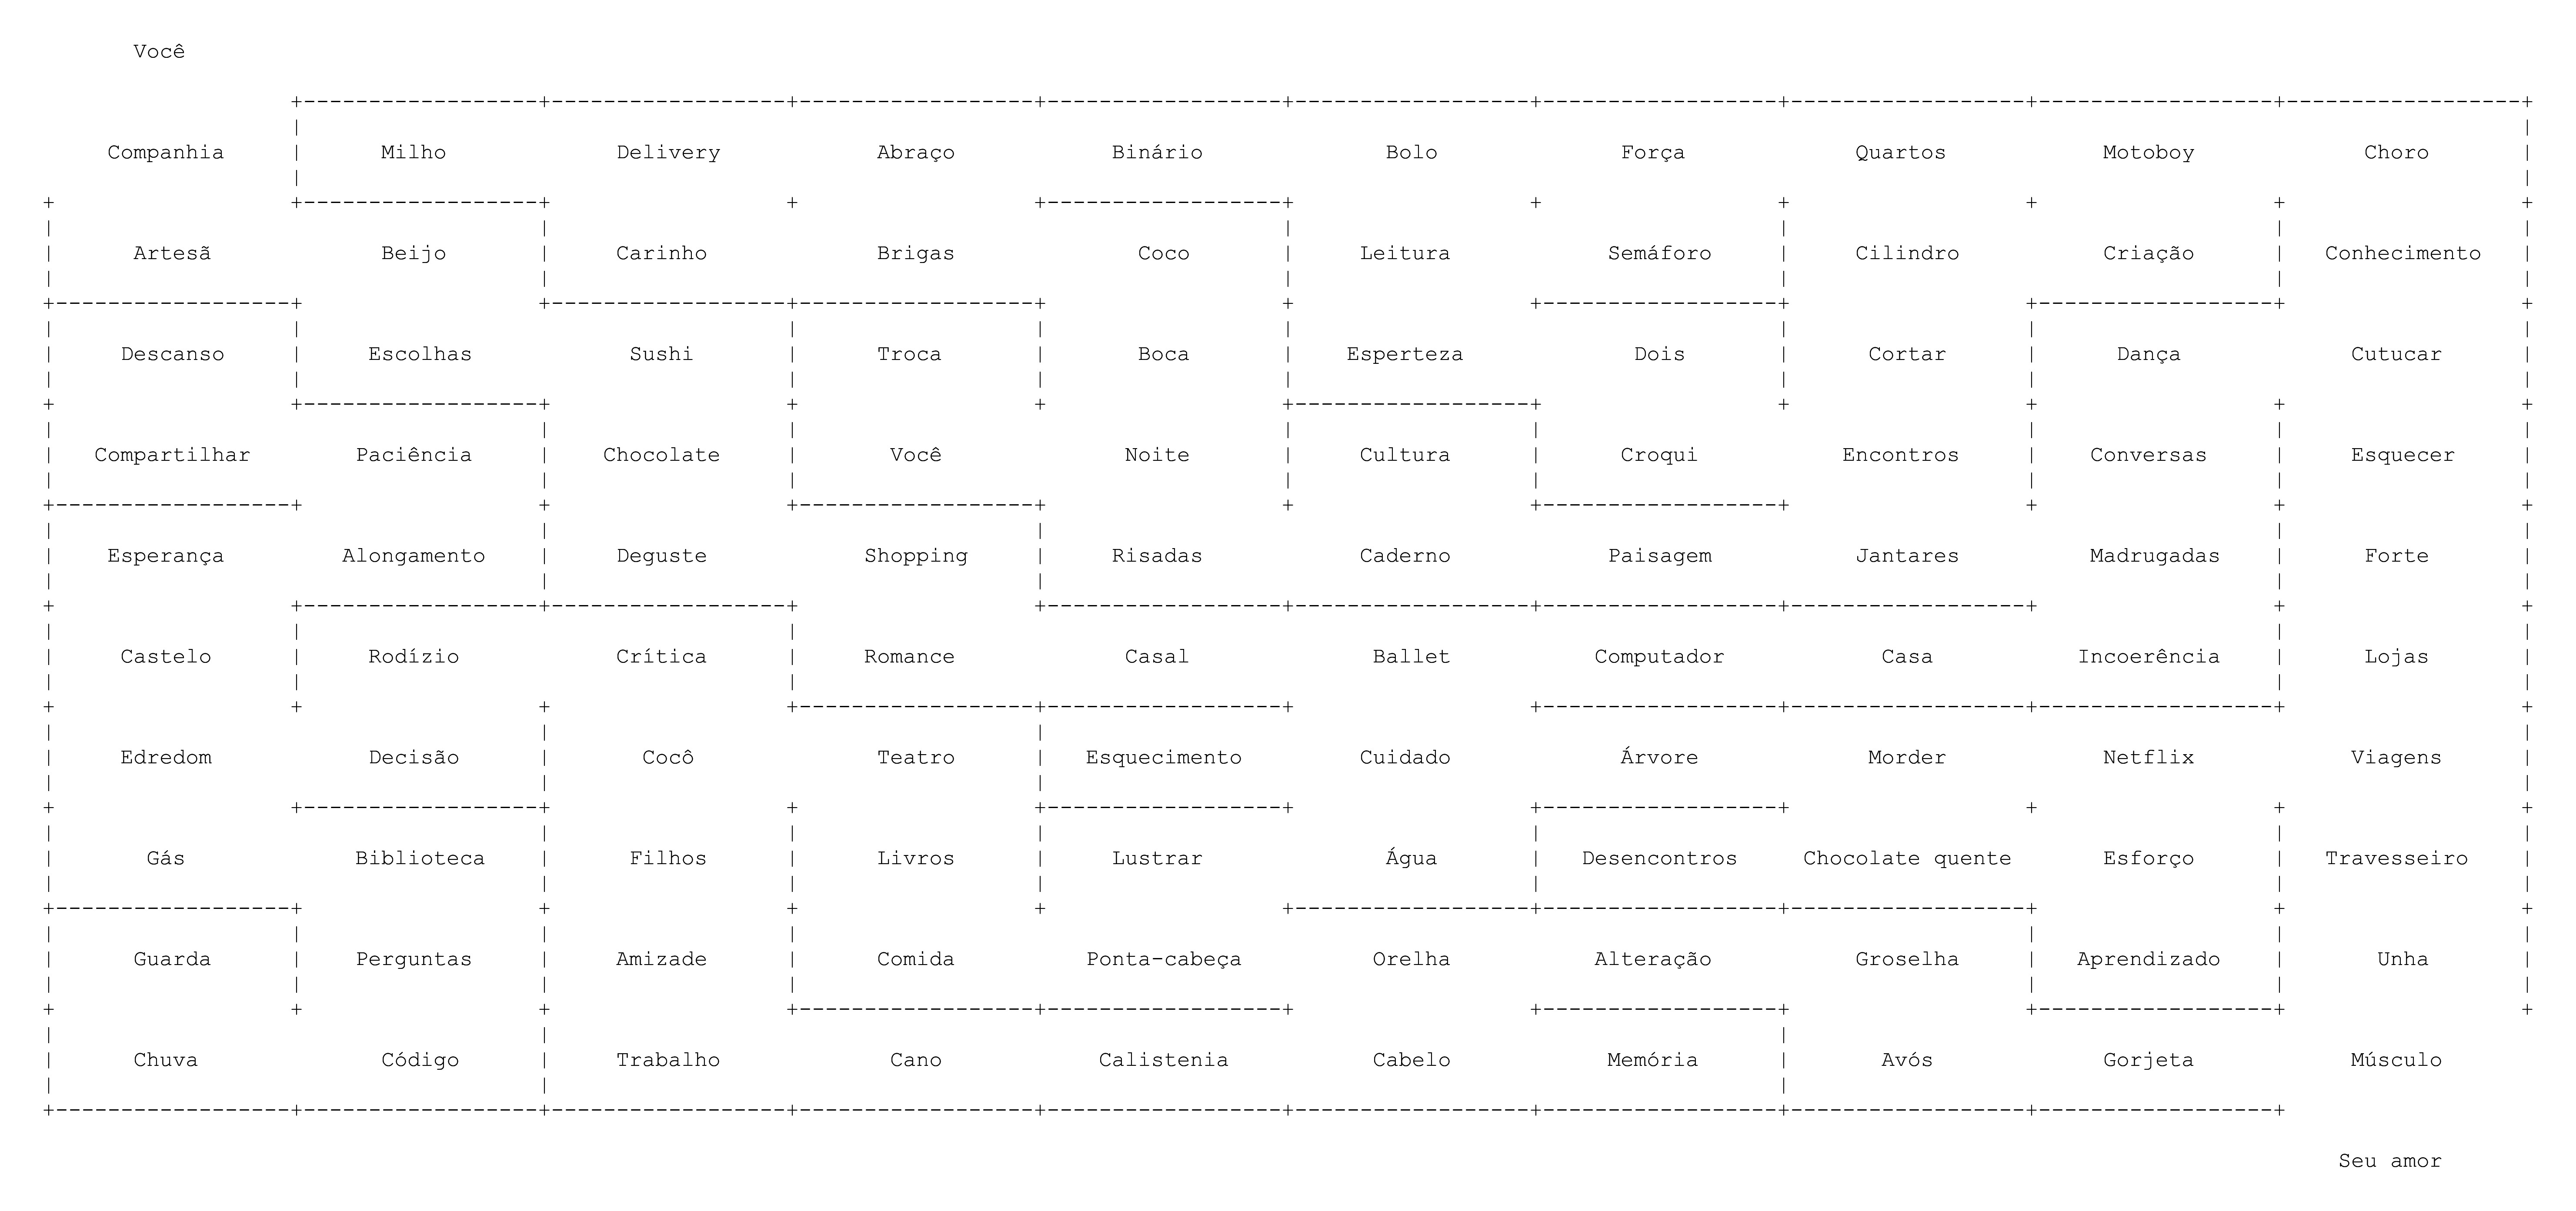 Você
Companhia Milho Delivery Abraço Binário Bolo Força Quartos Motoboy Choro
Artesã Beijo Carinho Brigas Coco Leitura Semáforo Cilindro Criação Conhecimento
Descanso Escolhas Sushi Troca Boca Esperteza Dois Cortar Dança Cutucar
Compartilhar Paciência Chocolate Você Noite Cultura Croqui Encontros Conversas Esquecer
Esperança Alongamento Deguste Shopping Risadas Caderno Paisagem Jantares Madrugadas Forte
Castelo Rodízio Crítica Romance Casal Ballet Computador Casa Incoerência Lojas
Edredom Decisão Cocô Teatro Esquecimento Cuidado Árvore Morder Netflix Viagens
Gás Biblioteca Filhos Livros Lustrar Água Desencontros Chocolate quente Esforço Travesseiro
Guarda Perguntas Amizade Comida Ponta-cabeça Orelha Alteração Groselha Aprendizado Unha
Chuva Código Trabalho Cano Calistenia Cabelo Memória Avós Gorjeta Músculo
Seu amor